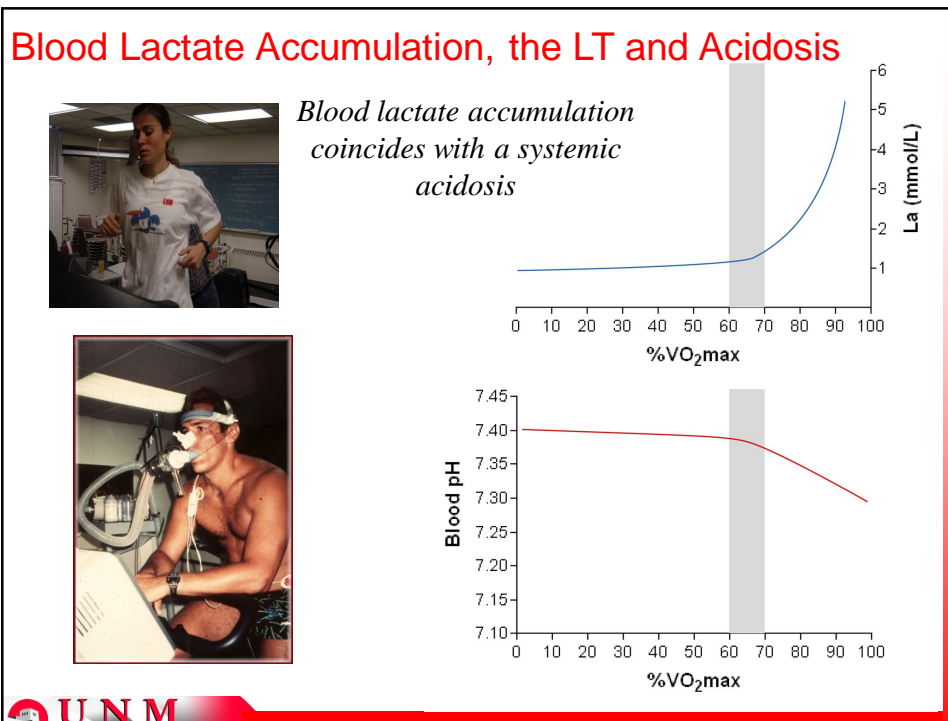 Blood Lactate Accumulation, the LT and Acidosis
Blood lactate accumulation
coincides with a systemic
acidosis
6
5
4
3
2
1
La (mmol/L)
0 10 20 30 40 50 60 70 80 90 100
%VO₂max
7.45
7.40
7.35
7.30
7.25
7.20
7.15
7.10
Blood pH
0 10 20 30 40 50 60 70 80 90 100
%VO₂max
UNM